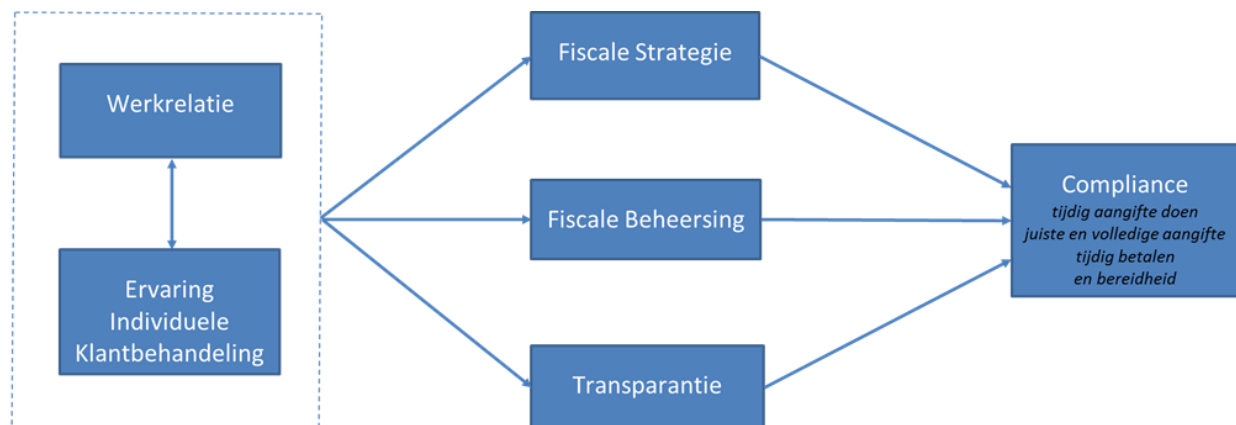 Werkrelatie
Ervaring
Individuele
Klantbehandeling
Fiscale Strategie
Fiscale Beheersing
Transparantie
Compliance
tijdig aangifte doen
juiste en volledige aangifte
tijdig betalen
en bereidheid